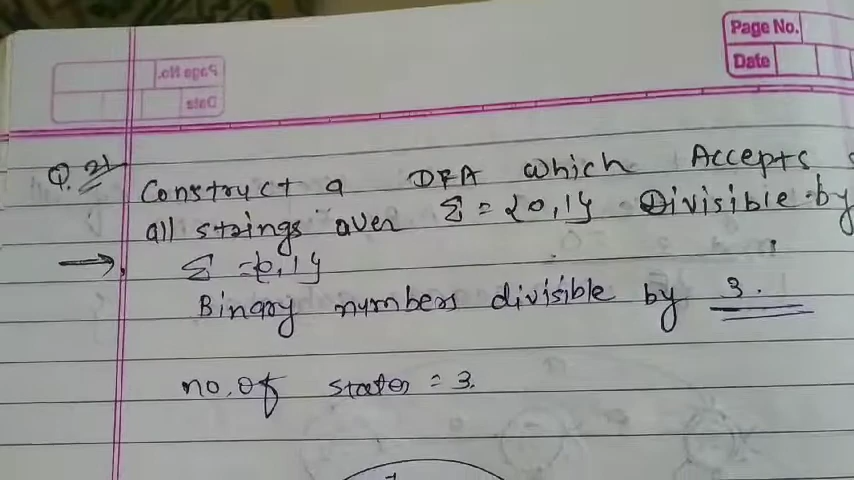 Page No.
Date
Q. 2)
Construct a DFA which Accepts
all strings over Σ = {0,1} Divisible by
→ Σ = {0,1}
Binary numbers divisible by 3.
no. of states = 3.